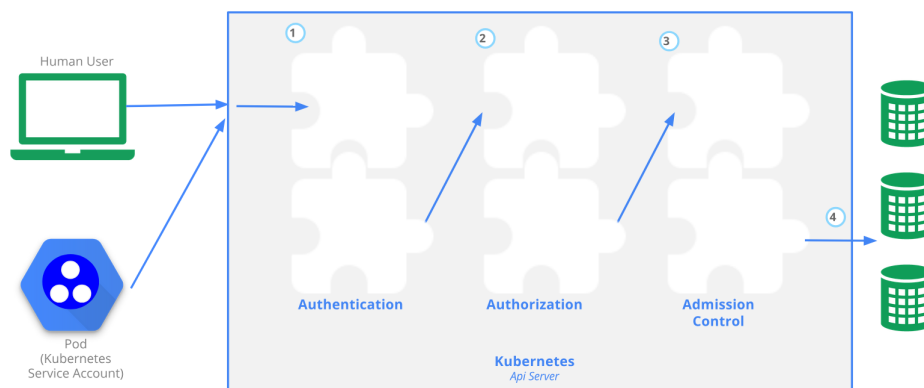 Human User
1
2
3
4
Pod
(Kubernetes
Service Account)
Authentication
Authorization
Admission
Control
Kubernetes
Api Server